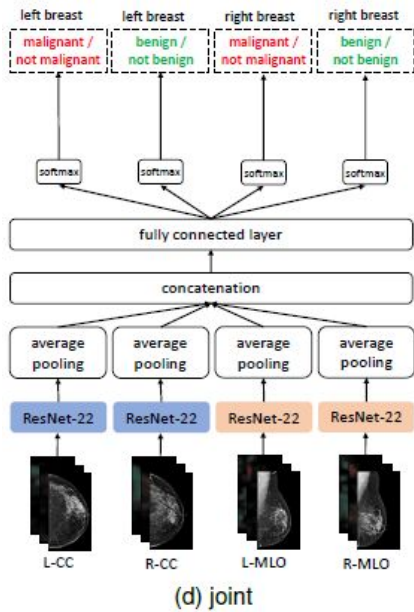 left breast left breast right breast right breast
malignant / benign / malignant / benign /
not malignant not benign not malignant not benign
softmax softmax softmax softmax
fully connected layer
concatenation
average average average average
pooling pooling pooling pooling
ResNet-22 ResNet-22 ResNet-22 ResNet-22
L-CC R-CC L-MLO R-MLO
(d) joint